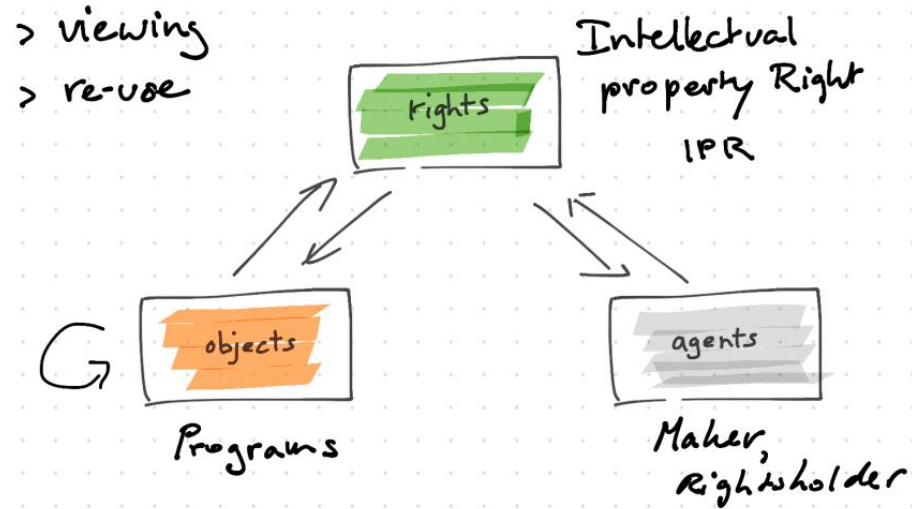 > viewing
> re-use
Intellectual
property Right
IPR
rights
objects
agents
Programs
Maker,
Rightsholder